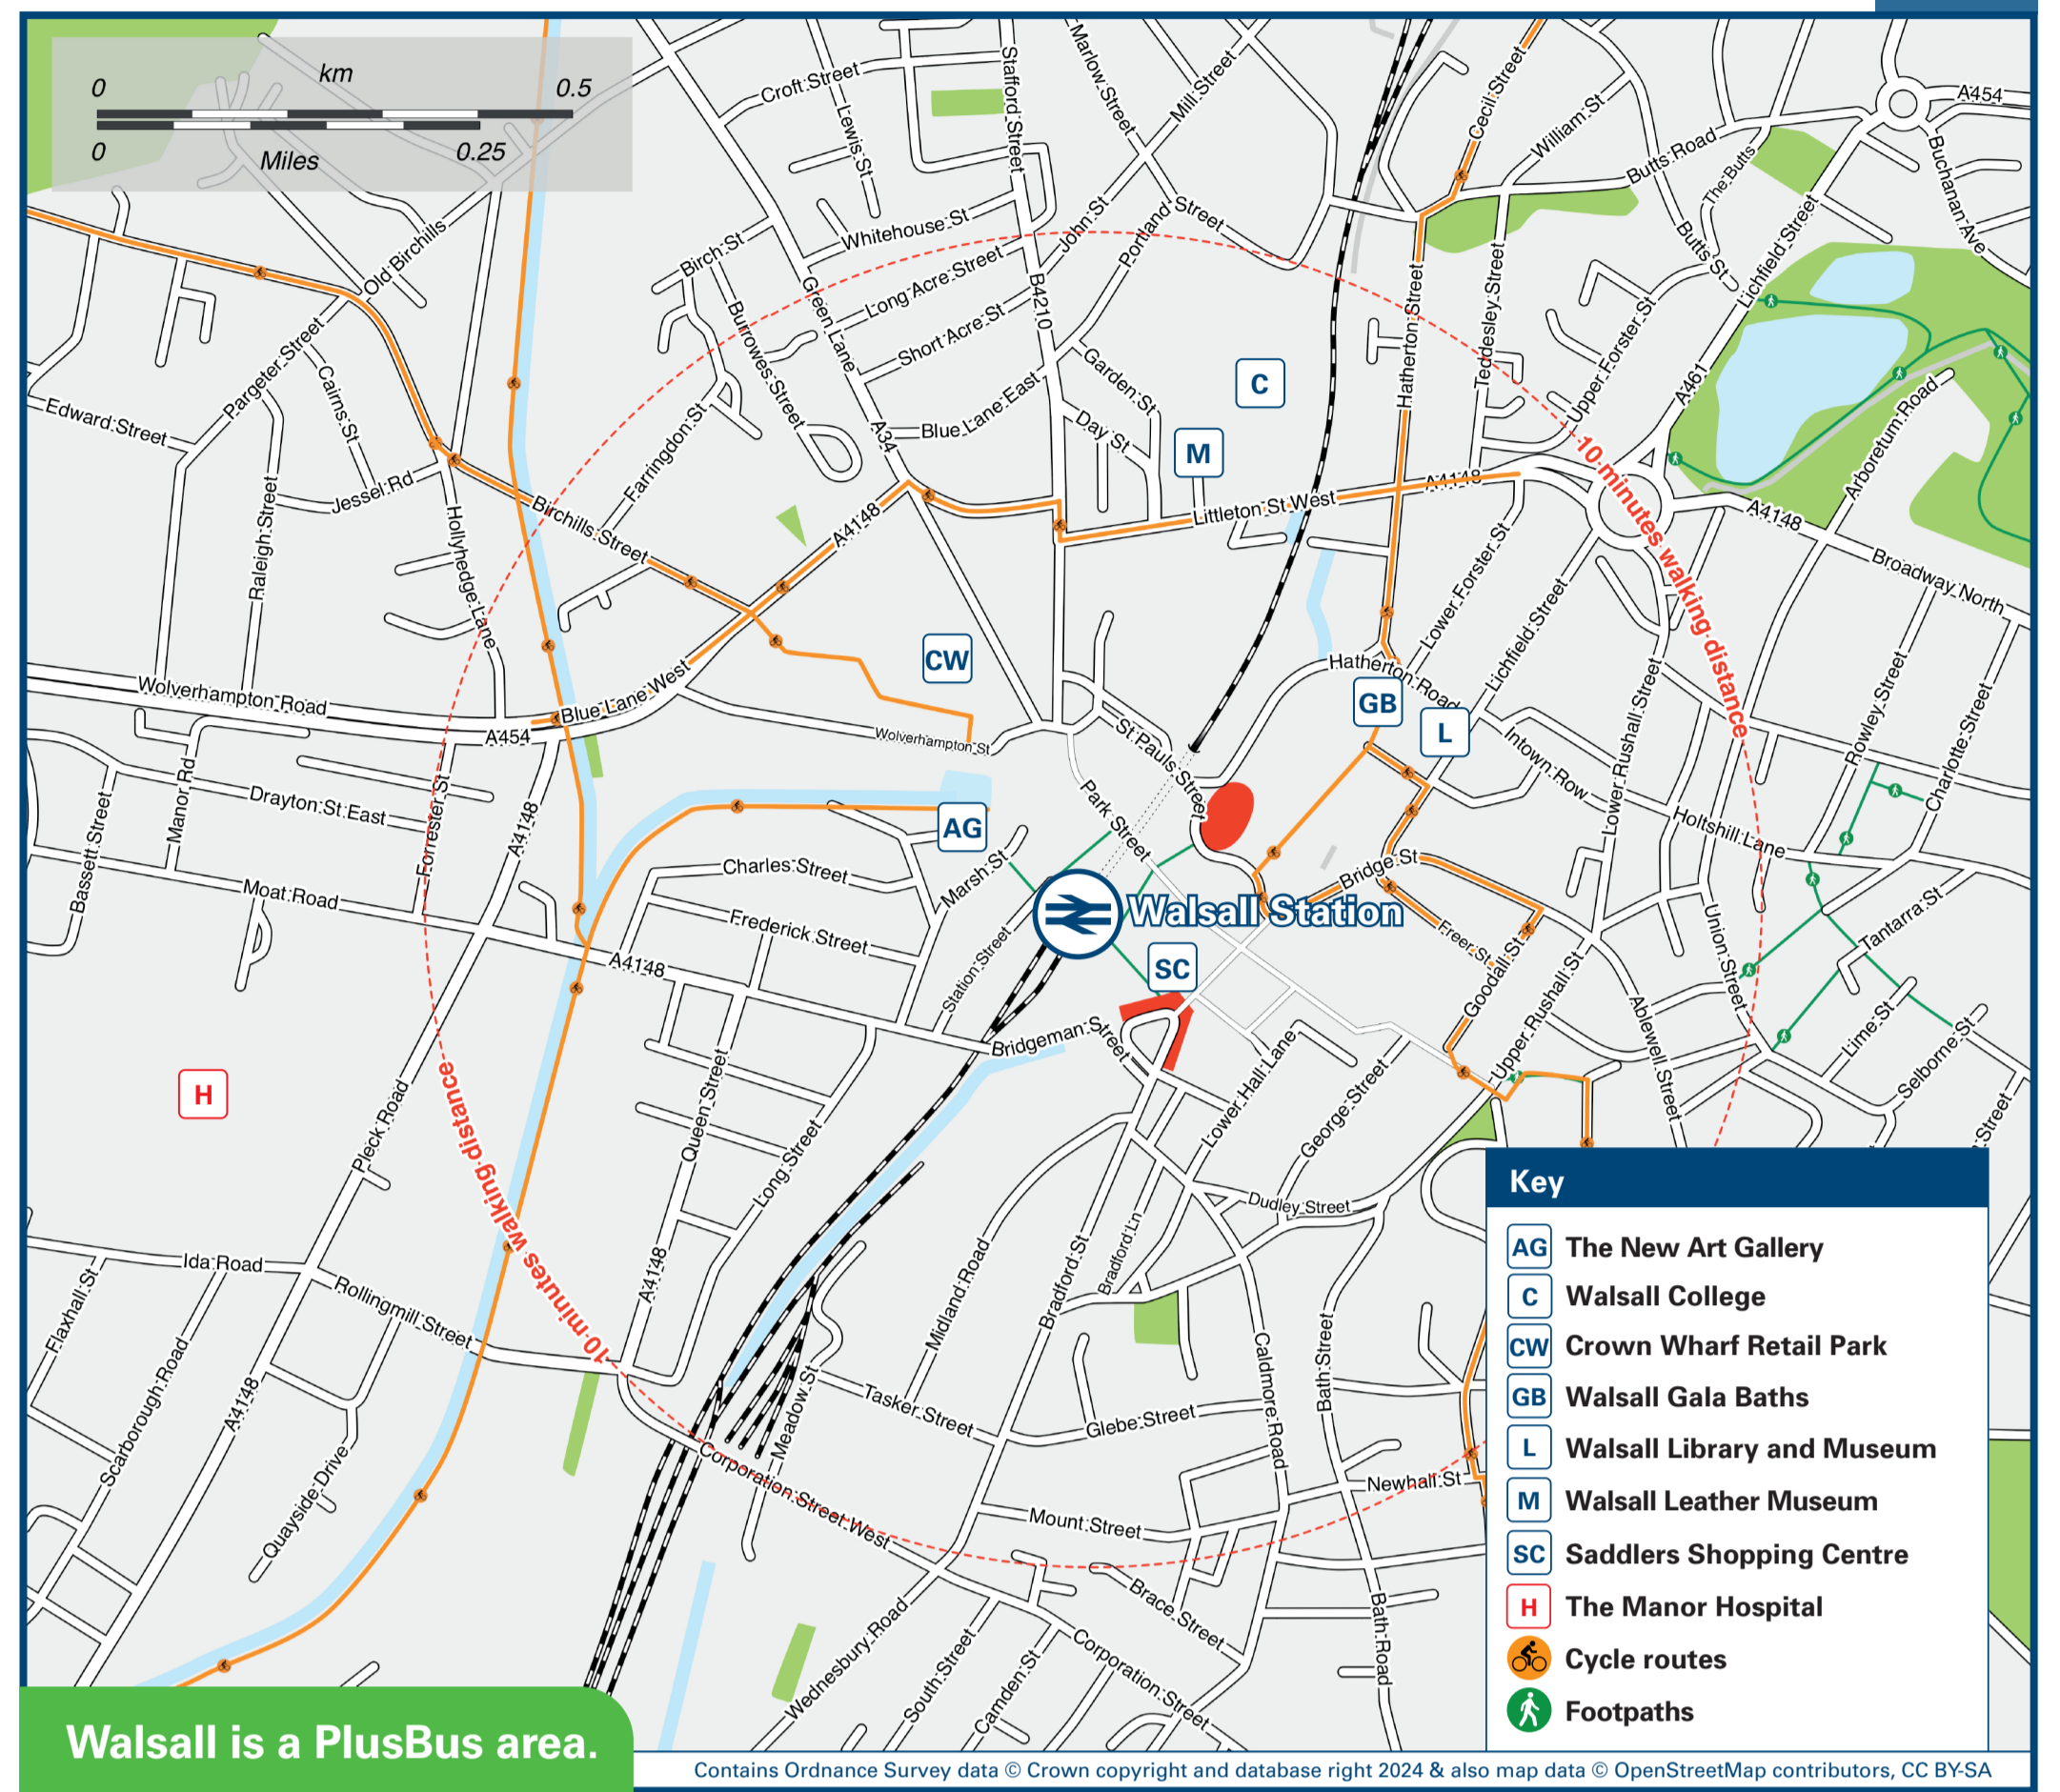 km
0
0.5
0
Miles
0.25
Croft Street
Lewis St
Stafford Street
Marlow Street
Mill Street
Cecil Street
William St
Butts Road
The Butts
A454
Buchanan Ave
Old Birchills
Birch St
Whitehouse St
John St
Portland
Street
Butts St
Lichfield Street
Long Acre Street
Green Lane
B4210
Short Acre St
Hatherton Street
Teddesley Street
Upper Forster St
Pargeter Street
Cairns St
Burrowes Street
Garden St
C
A461
Edward Street
Farringdon St
Blue Lane East
A34
Day St
M
Arboretum Road
Jessel Rd
Raleigh Street
Hollyhedge Lane
Birchills Street
A4148
Littleton St West
A4148
10 minutes walking distance
A4148
Broadway North
Lower Forster St
Lichfield Street
CW
Wolverhampton Road
A454
Blue Lane West
Wolverhampton St
Hatherton Road
GB
L
St Pauls Street
Intown Row
Lower Rushall Street
Rowley Street
Charlotte Street
Manor Rd
Drayton St East
Bassett Street
Forrester St
A4148
AG
Park Street
Holtshill Lane
Charles Street
Marsh St
Bridge St
Moat Road
Frederick Street
Walsall Station
Freer St
Goodall St
Union Street
Tantarra St
A4148
Station Street
SC
Upper Rushall St
Ablewell Street
Lime St
Selborne St
Street
Bridgeman Street
H
Pleck Road
Queen Street
Long Street
Lower Hall Lane
George Street
10 minutes walking distance
Dudley Street
Ida Road
Flaxhall St
Rollingmill Street
A4148
Midland Road
Bradford St
Bradford Ln
Scarborough Road
A4148
Quayside Drive
Meadow St
Tasker Street
Glebe Street
Caldmore Road
Bath Street
Corporation Street West
Mount Street
Newhall St
Wednesbury Road
South Street
Camden St
Brace Street
Corporation Street
Bath Road
Key
AG The New Art Gallery
C Walsall College
CW Crown Wharf Retail Park
GB Walsall Gala Baths
L Walsall Library and Museum
M Walsall Leather Museum
SC Saddlers Shopping Centre
H The Manor Hospital
Cycle routes
Footpaths
Walsall is a PlusBus area.
Contains Ordnance Survey data © Crown copyright and database right 2024 & also map data © OpenStreetMap contributors, CC BY-SA